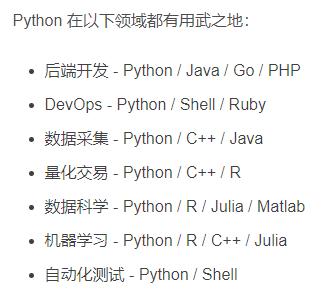 Python 在以下领域都有用武之地：
• 后端开发 - Python / Java / Go / PHP
• DevOps - Python / Shell / Ruby
• 数据采集 - Python / C++ / Java
• 量化交易 - Python / C++ / R
• 数据科学 - Python / R / Julia / Matlab
• 机器学习 - Python / R / C++ / Julia
• 自动化测试 - Python / Shell